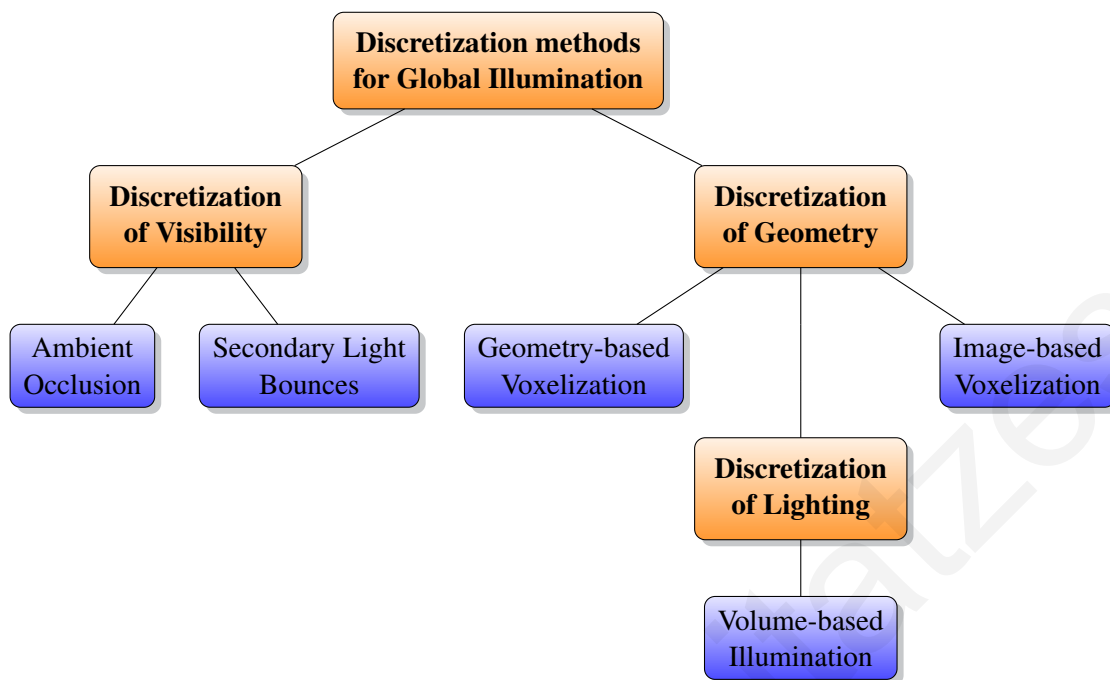 Discretization methods
for Global Illumination
Discretization
of Visibility
Discretization
of Geometry
Ambient
Occlusion
Secondary Light
Bounces
Geometry-based
Voxelization
Image-based
Voxelization
Discretization
of Lighting
Volume-based
Illumination